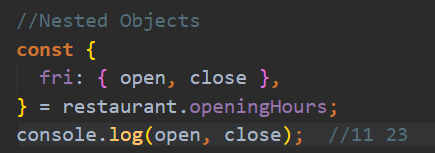 //Nested Objects
const {
  fri: { open, close },
} = restaurant.openingHours;
console.log(open, close);  //11 23